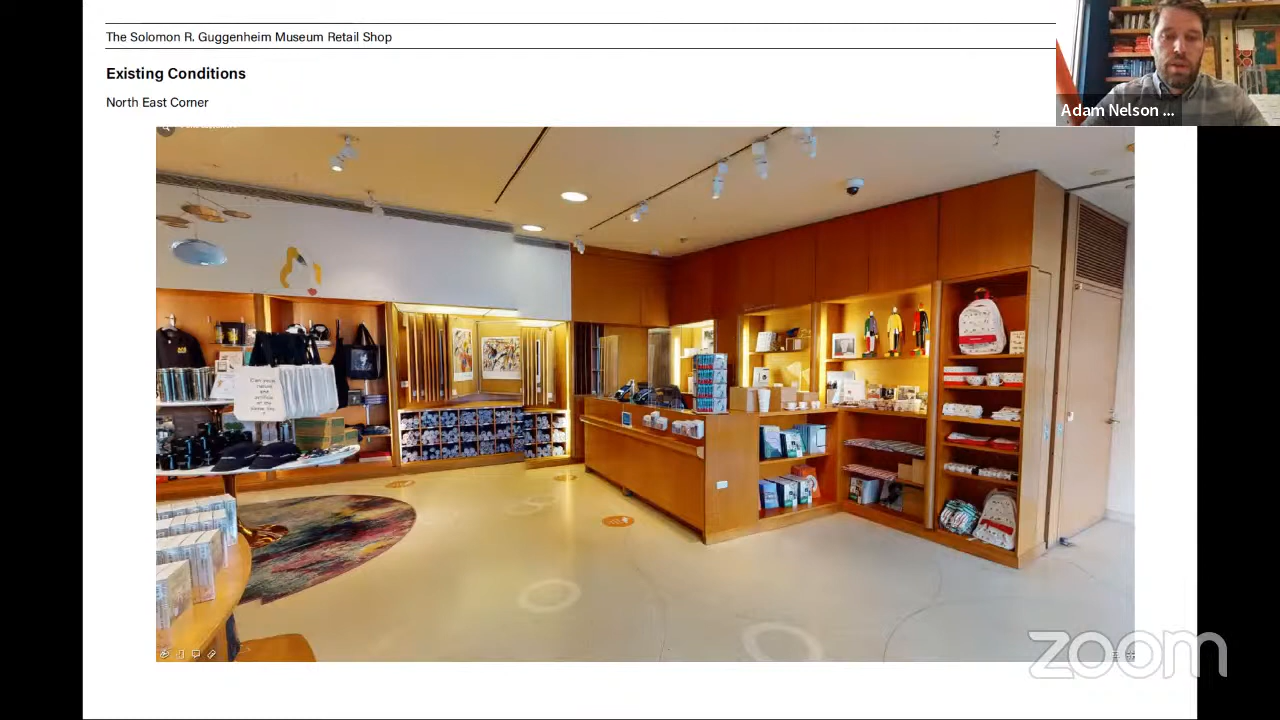 The Solomon R. Guggenheim Museum Retail Shop
Existing Conditions
North East Corner
Adam Nelson ...
zoom